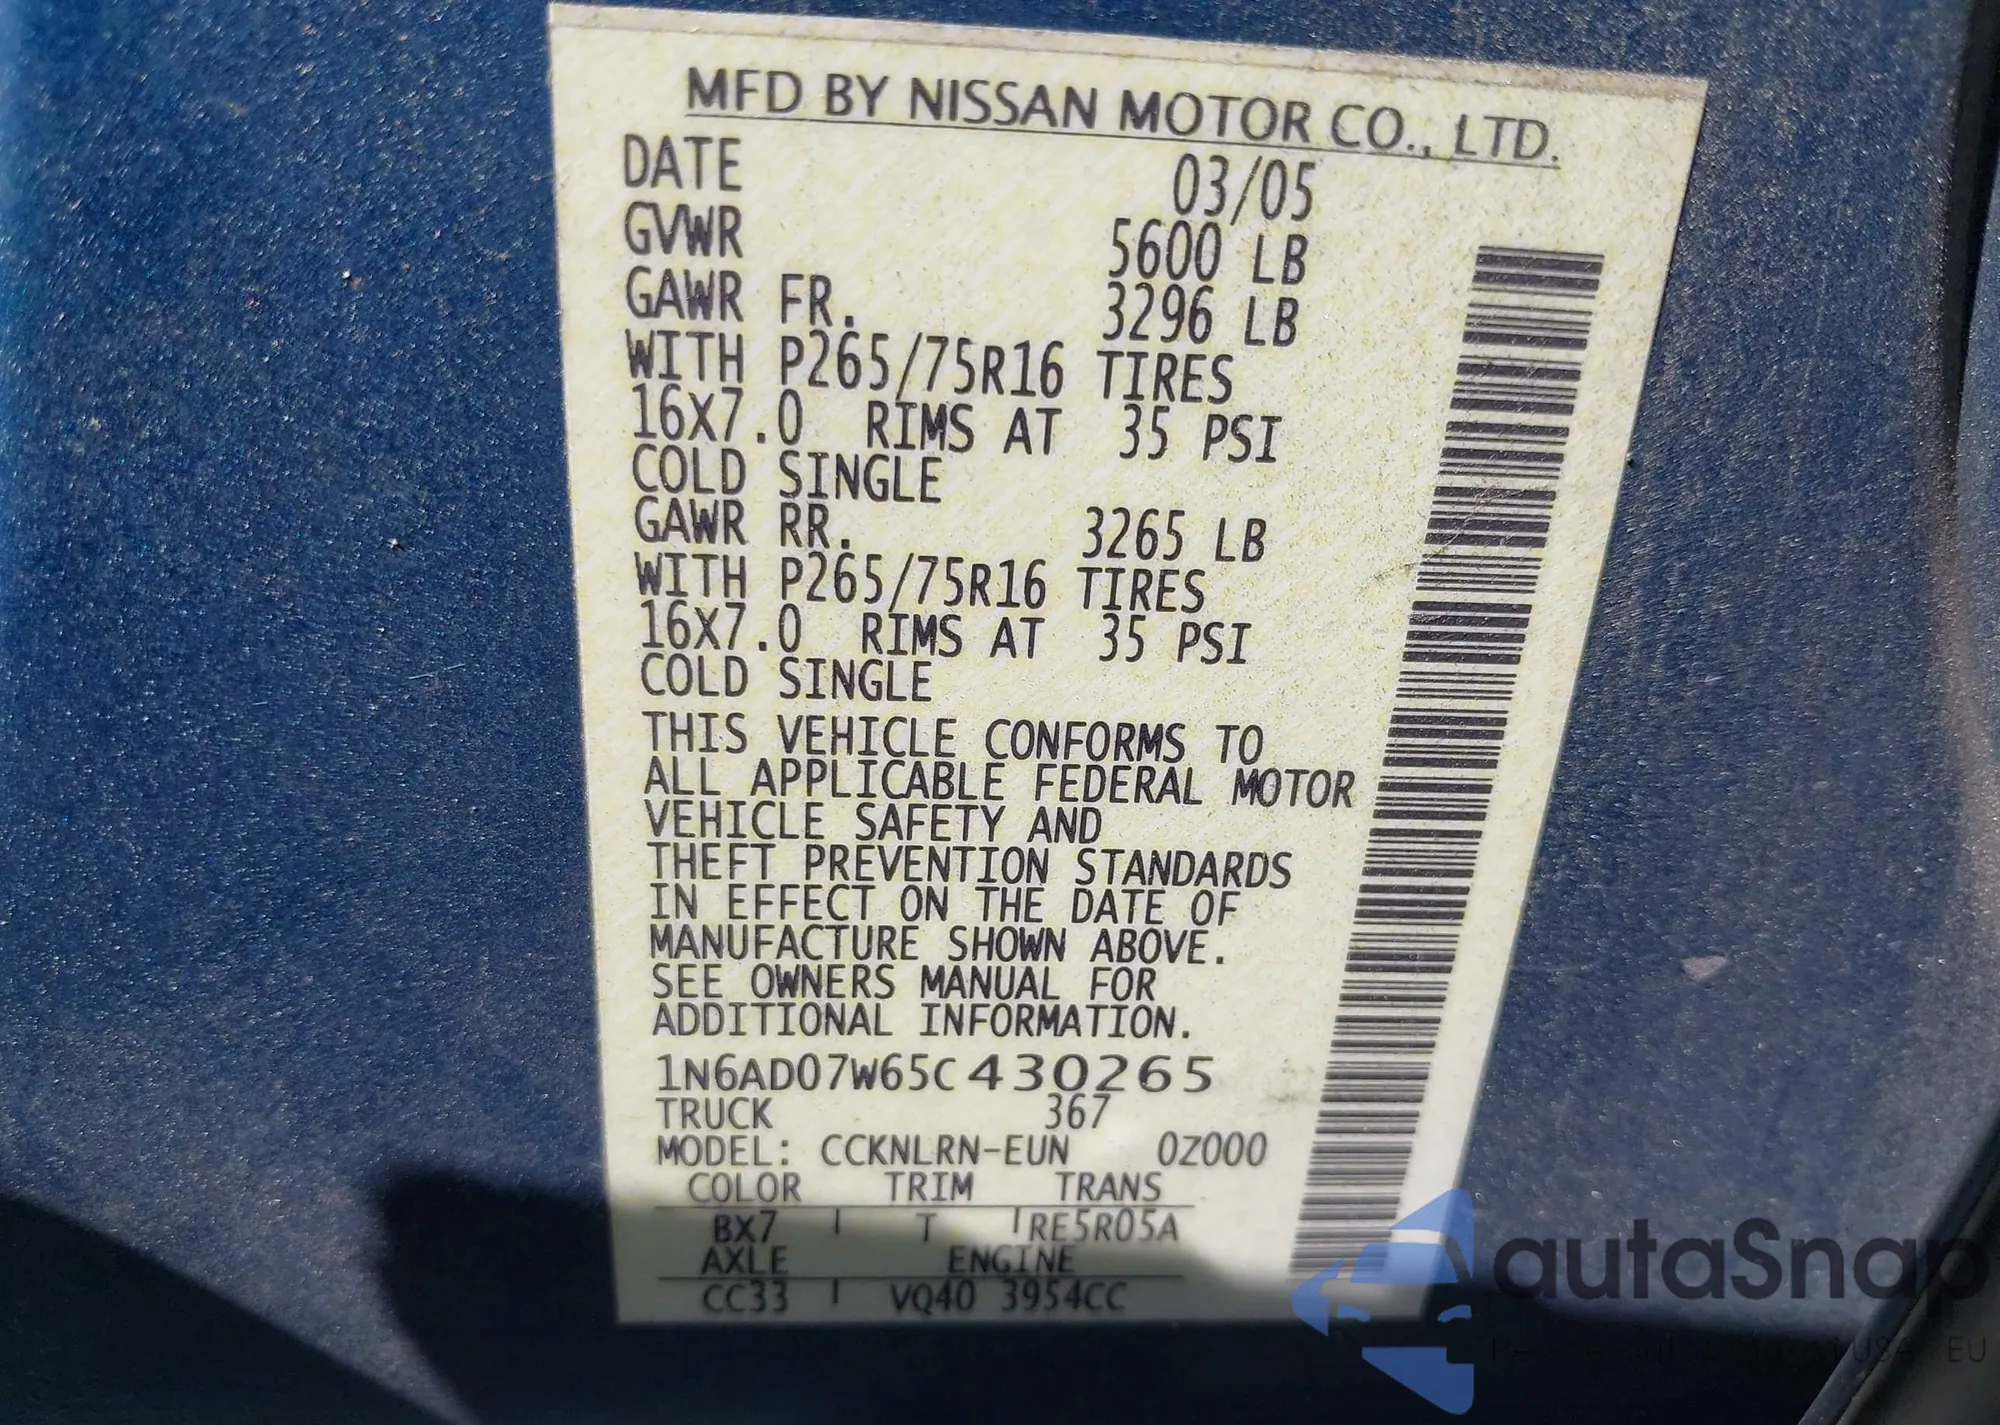 MFD BY NISSAN MOTOR CO., LTD.
DATE 03/05
GVWR 5600 LB
GAWR FR. 3296 LB
WITH P265/75R16 TIRES
16X7.0 RIMS AT 35 PSI
COLD SINGLE
GAWR RR. 3265 LB
WITH P265/75R16 TIRES
16X7.0 RIMS AT 35 PSI
COLD SINGLE
THIS VEHICLE CONFORMS TO
ALL APPLICABLE FEDERAL MOTOR
VEHICLE SAFETY AND
THEFT PREVENTION STANDARDS
IN EFFECT ON THE DATE OF
MANUFACTURE SHOWN ABOVE.
SEE OWNERS MANUAL FOR
ADDITIONAL INFORMATION.
1N6AD07W65C430265
TRUCK 367
MODEL: CCKNLRN-EUN 0Z000
COLOR TRIM TRANS
BX7 T RE5R05A
AXLE ENGINE
CC33 VQ40 3954CC
autaSnap
EU